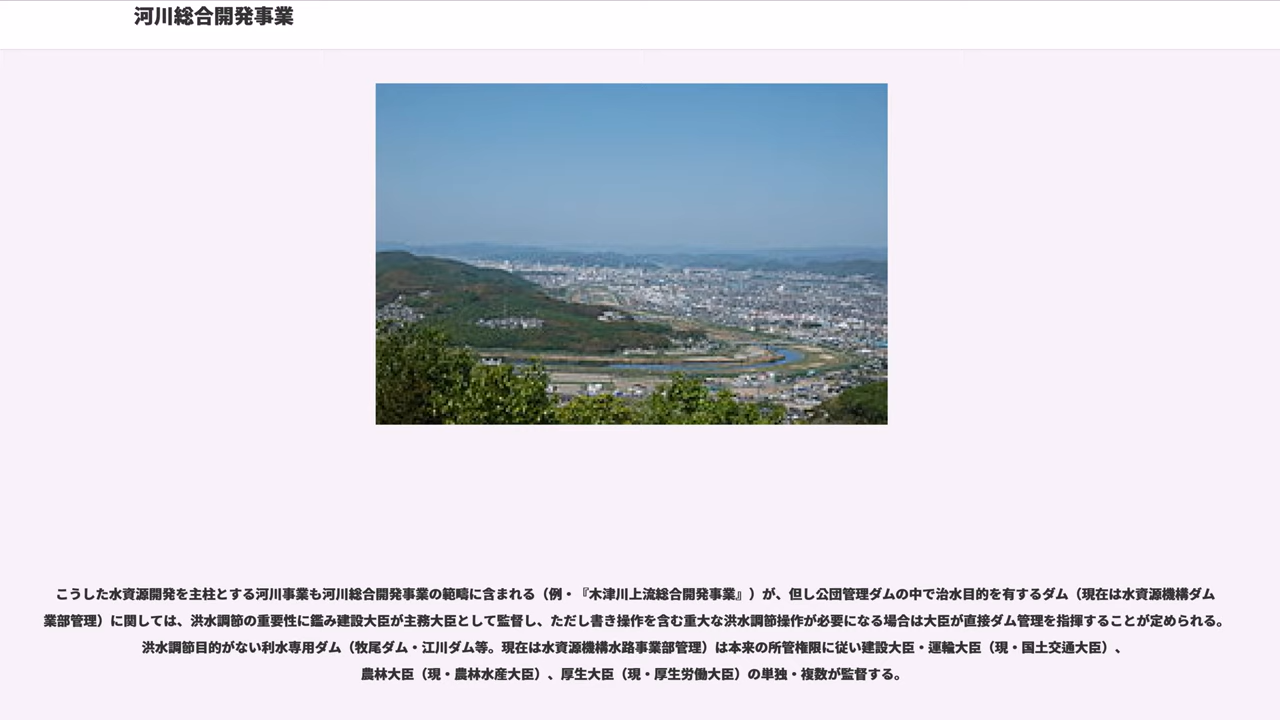 河川総合開発事業
こうした水資源開発を主柱とする河川事業も河川総合開発事業の範疇に含まれる（例・『木津川上流総合開発事業』）が、但し公団管理ダムの中で治水目的を有するダム（現在は水資源機構ダム
業部管理）に関しては、洪水調節の重要性に鑑み建設大臣が主務大臣として監督し、ただし書き操作を含む重大な洪水調節操作が必要になる場合は大臣が直接ダム管理を指揮することが定められる。
洪水調節目的がない利水専用ダム（牧尾ダム・江川ダム等。現在は水資源機構水路事業部管理）は本来の所管権限に従い建設大臣・運輸大臣（現・国土交通大臣）、
農林大臣（現・農林水産大臣）、厚生大臣（現・厚生労働大臣）の単独・複数が監督する。